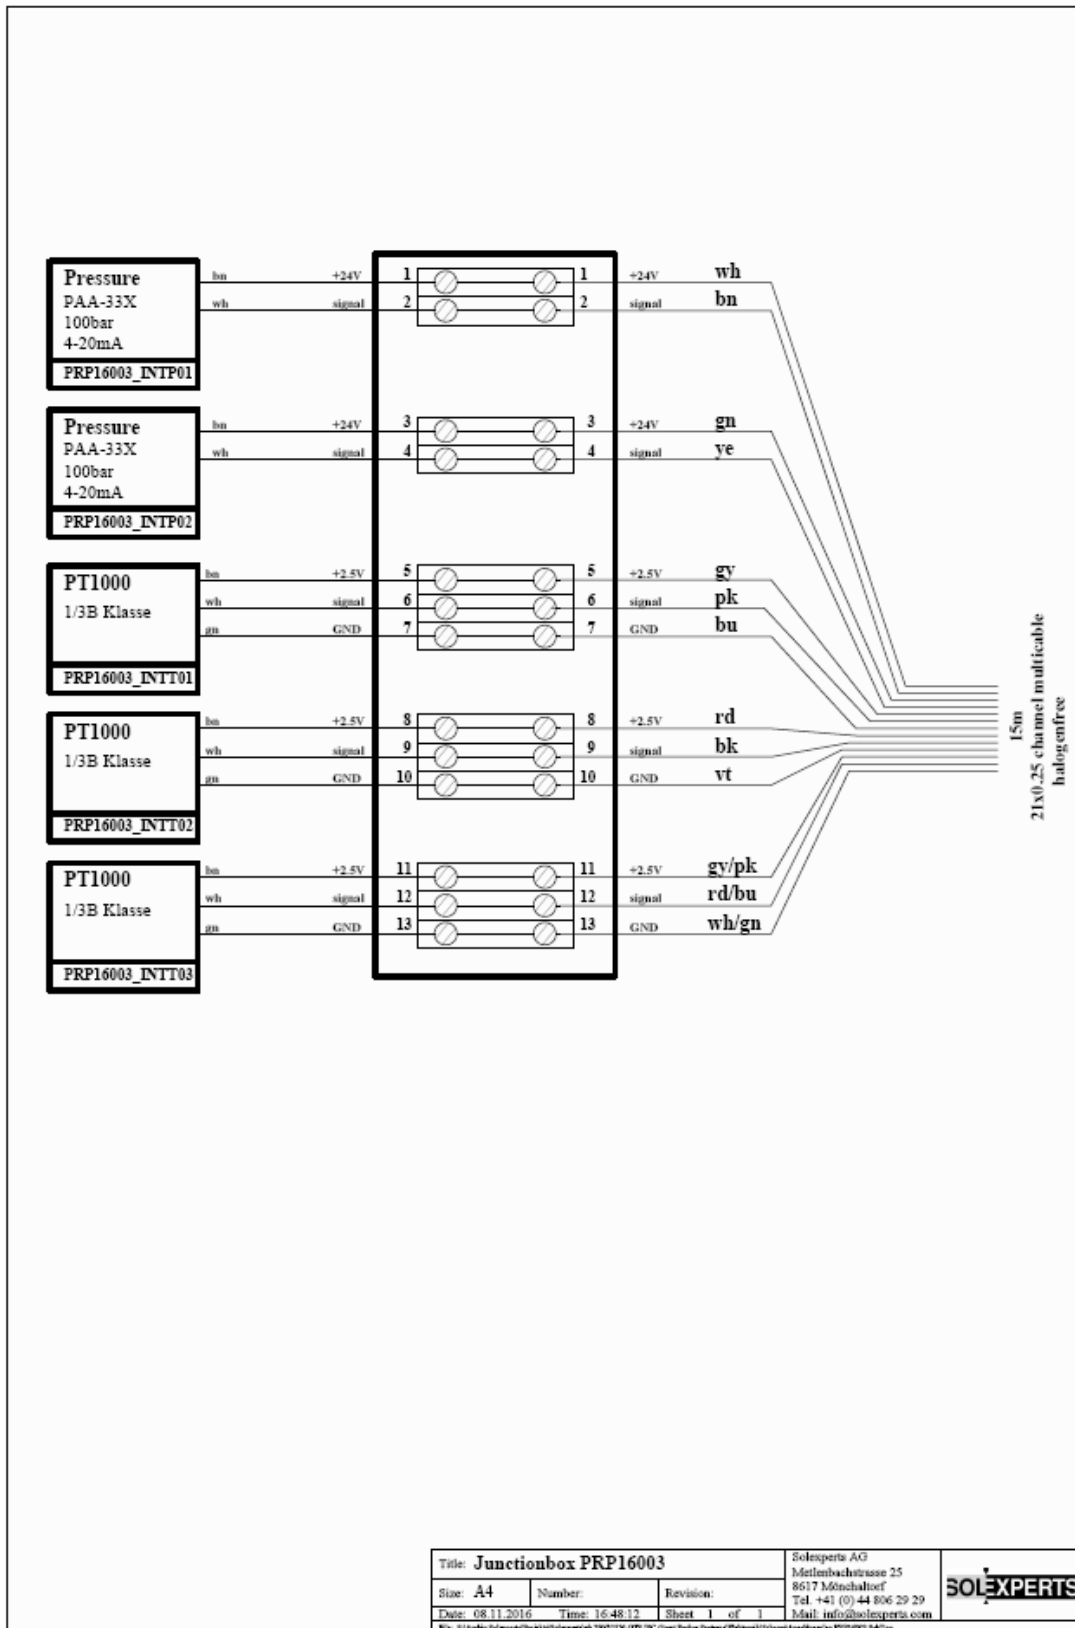 Pressure
PAA-33X
100bar
4-20mA
PRP16003_INTP01
bn +24V 1 1 +24V wh
wh signal 2 2 signal bn
Pressure
PAA-33X
100bar
4-20mA
PRP16003_INTP02
bn +24V 3 3 +24V gn
wh signal 4 4 signal ye
PT1000
1/3B Klasse
PRP16003_INTT01
bn +2.5V 5 5 +2.5V gy
wh signal 6 6 signal pk
gn GND 7 7 GND bu
PT1000
1/3B Klasse
PRP16003_INTT02
bn +2.5V 8 8 +2.5V rd
wh signal 9 9 signal bk
gn GND 10 10 GND vt
PT1000
1/3B Klasse
PRP16003_INTT03
bn +2.5V 11 11 +2.5V gy/pk
wh signal 12 12 signal rd/bu
gn GND 13 13 GND wh/gn
15m
21x0.25 channel multicable
halogenfree
Title: Junctionbox PRP16003
Size: A4 Number: Revision:
Date: 08.11.2016 Time: 16:48:12 Sheet 1 of 1
Solexperts AG
Mettlenbachstrasse 25
8617 Mönchaltorf
Tel. +41 (0) 44 806 29 29
Mail: info@solexperts.com
SOLEXPERTS